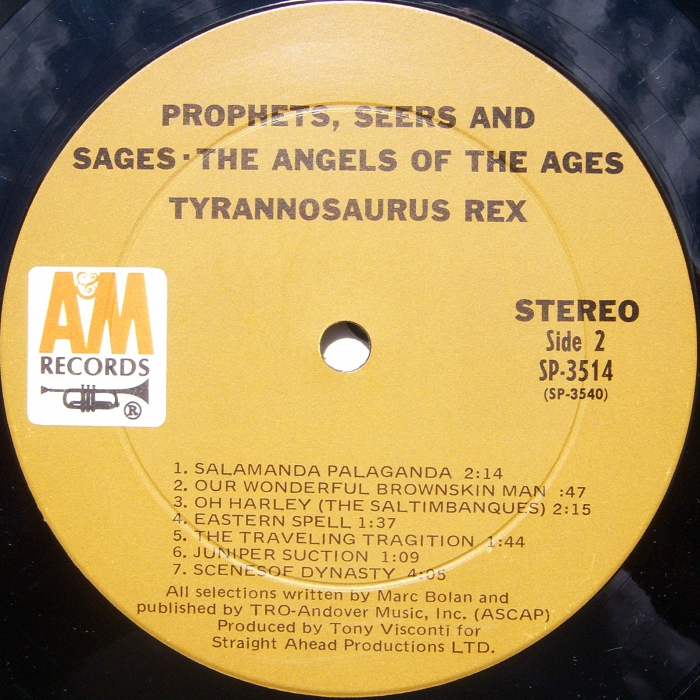 PROPHETS, SEERS AND
SAGES · THE ANGELS OF THE AGES
TYRANNOSAURUS REX
A&M
RECORDS
®
STEREO
Side 2
SP-3514
(SP-3540)
1. SALAMANDA PALAGANDA 2:14
2. OUR WONDERFUL BROWNSKIN MAN :47
3. OH HARLEY (THE SALTIMBANQUES) 2:15
4. EASTERN SPELL 1:37
5. THE TRAVELING TRAGITION 1:44
6. JUNIPER SUCTION 1:09
7. SCENESOF DYNASTY 4:05
All selections written by Marc Bolan and
published by TRO-Andover Music, Inc. (ASCAP)
Produced by Tony Visconti for
Straight Ahead Productions LTD.